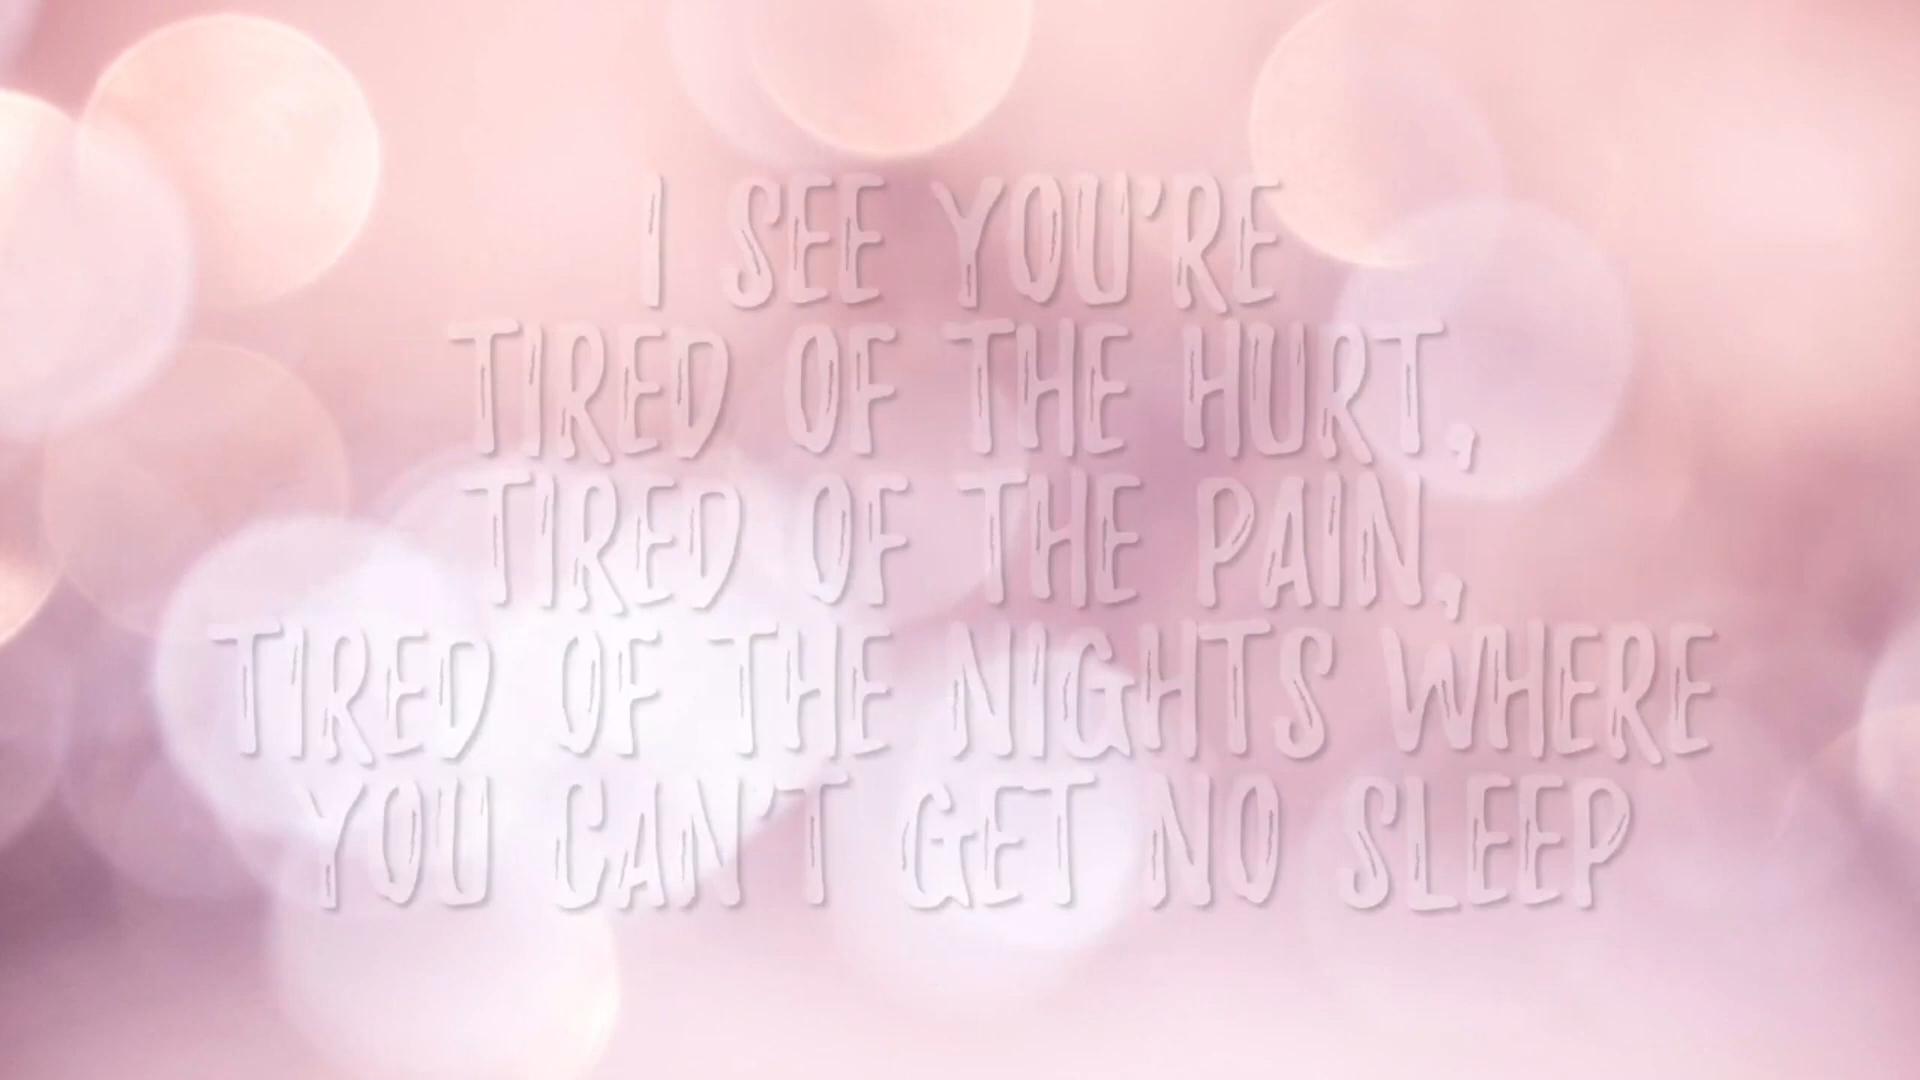 I SEE YOU'RE
TIRED OF THE HURT,
TIRED OF THE PAIN,
TIRED OF THE NIGHTS WHERE
YOU CAN'T GET NO SLEEP